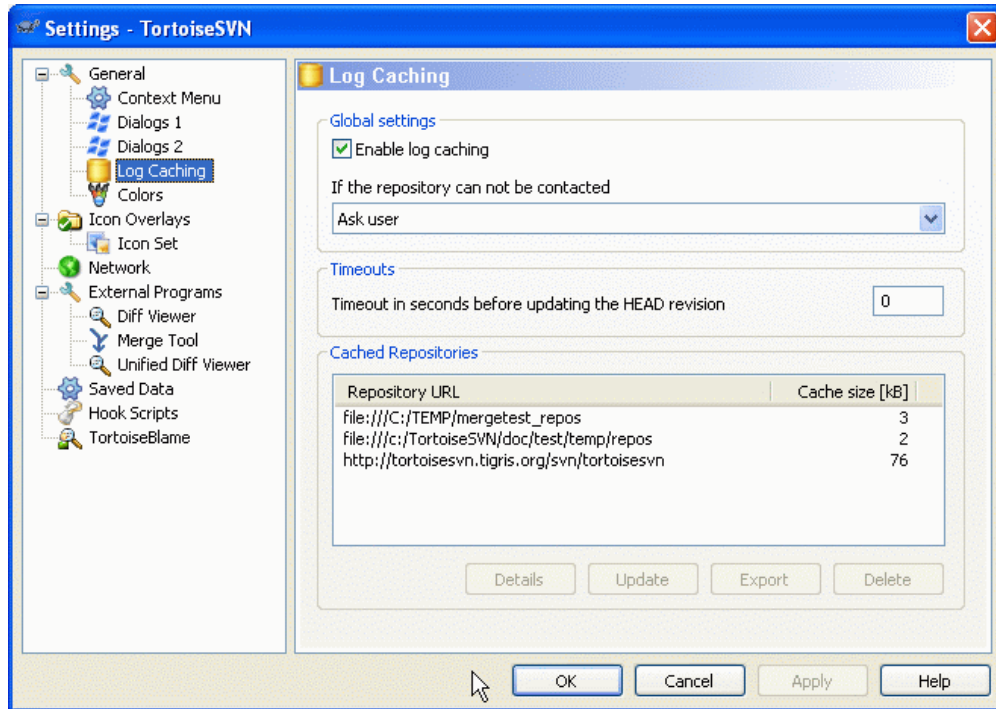 Settings - TortoiseSVN
General
Context Menu
Dialogs 1
Dialogs 2
Log Caching
Colors
Icon Overlays
Icon Set
Network
External Programs
Diff Viewer
Merge Tool
Unified Diff Viewer
Saved Data
Hook Scripts
TortoiseBlame
Log Caching
Global settings
Enable log caching
If the repository can not be contacted
Ask user
Timeouts
Timeout in seconds before updating the HEAD revision 0
Cached Repositories
Repository URL Cache size [kB]
file:///C:/TEMP/mergetest_repos 3
file:///c:/TortoiseSVN/doc/test/temp/repos 2
http://tortoisesvn.tigris.org/svn/tortoisesvn 76
Details Update Export Delete
OK Cancel Apply Help